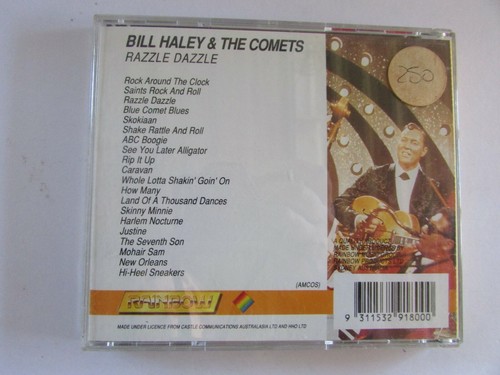 BILL HALEY & THE COMETS
RAZZLE DAZZLE
Rock Around The Clock
Saints Rock And Roll
Razzle Dazzle
Blue Comet Blues
Skokiaan
Shake Rattle And Roll
ABC Boogie
See You Later Alligator
Rip It Up
Caravan
Whole Lotta Shakin' Goin' On
How Many
Land Of A Thousand Dances
Skinny Minnie
Harlem Nocturne
Justine
The Seventh Son
Mohair Sam
New Orleans
Hi-Heel Sneakers
(AMCOS)
RAINBOW
MADE UNDER LICENCE FROM CASTLE COMMUNICATIONS AUSTRALASIA LTD AND HHO LTD
250
RAINBOW
9 311532 918000